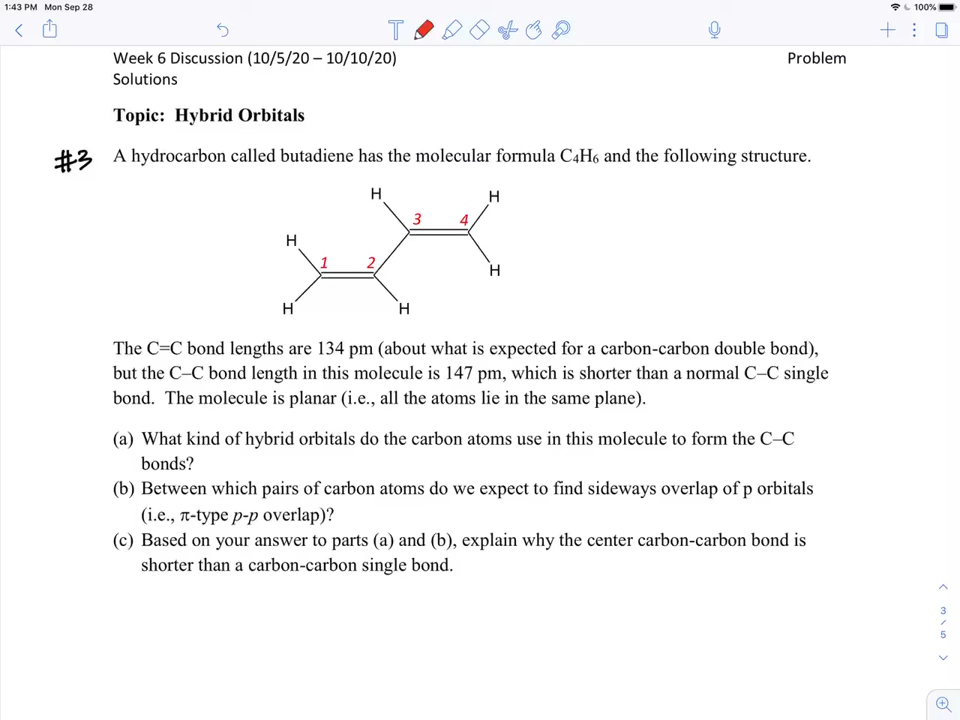 1:43 PM Mon Sep 28 100%
T
Week 6 Discussion (10/5/20 – 10/10/20) Problem
Solutions
Topic: Hybrid Orbitals
#3 A hydrocarbon called butadiene has the molecular formula C₄H₆ and the following structure.
H H
3 4
H
1 2
H
H H
The C=C bond lengths are 134 pm (about what is expected for a carbon-carbon double bond),
but the C–C bond length in this molecule is 147 pm, which is shorter than a normal C–C single
bond. The molecule is planar (i.e., all the atoms lie in the same plane).
(a) What kind of hybrid orbitals do the carbon atoms use in this molecule to form the C–C
bonds?
(b) Between which pairs of carbon atoms do we expect to find sideways overlap of p orbitals
(i.e., π-type p-p overlap)?
(c) Based on your answer to parts (a) and (b), explain why the center carbon-carbon bond is
shorter than a carbon-carbon single bond.
3
/
5